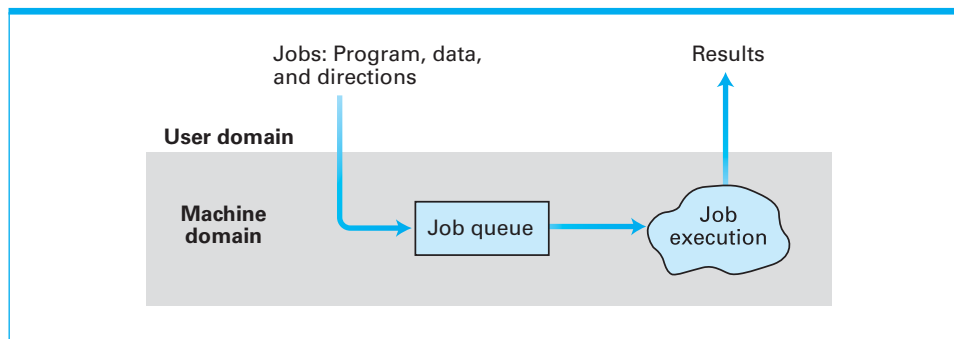 Jobs: Program, data,
and directions
Results
User domain
Machine
domain
Job queue
Job
execution